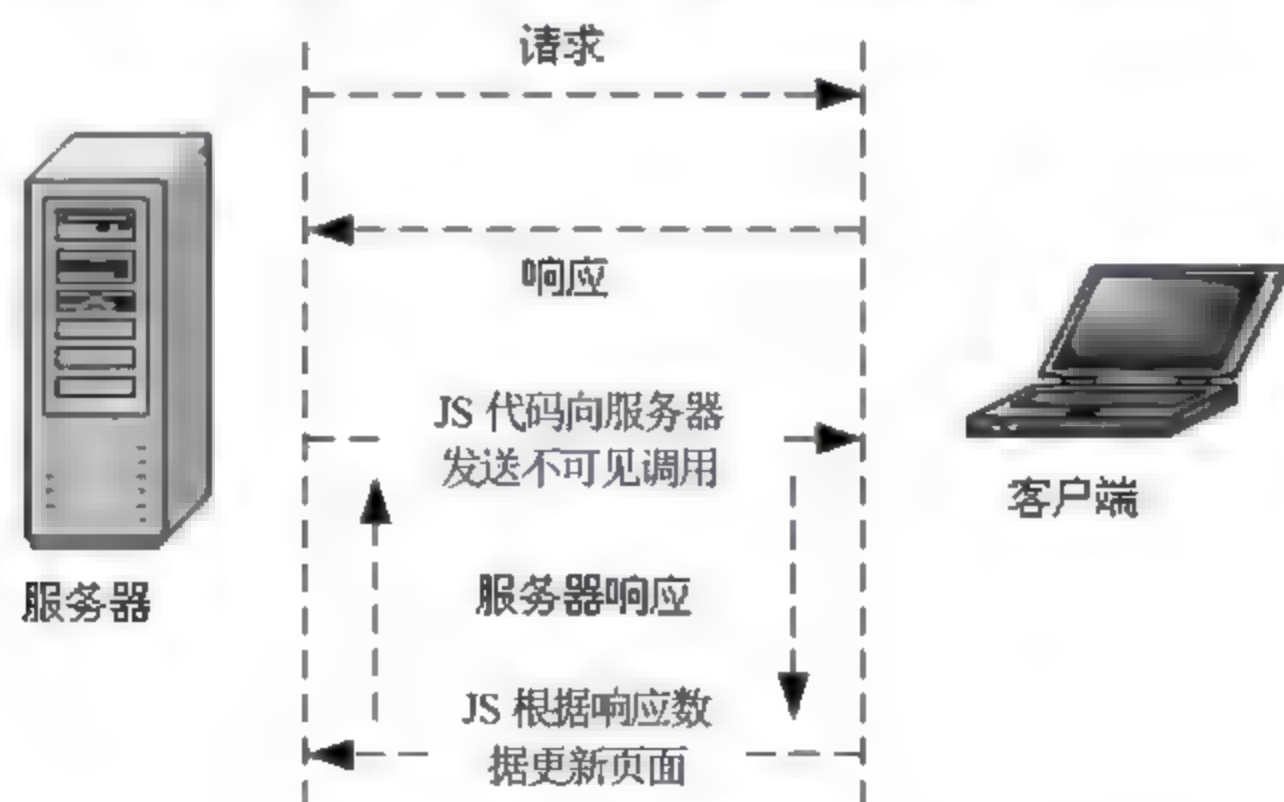 请求
响应
JS 代码向服务器
发送不可见调用
客户端
服务器响应
服务器
JS 根据响应数
据更新页面